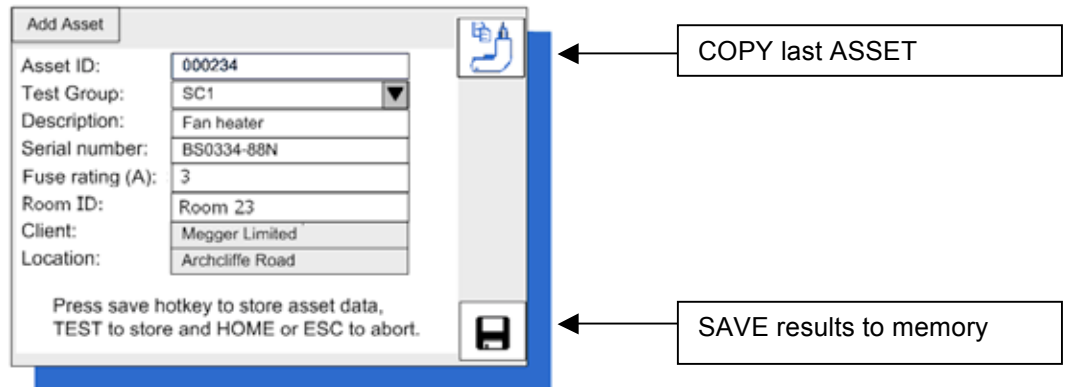 Add Asset
COPY last ASSET
Asset ID: 000234
Test Group: SC1
Description: Fan heater
Serial number: BS0334-88N
Fuse rating (A): 3
Room ID: Room 23
Client: Megger Limited
Location: Archcliffe Road
Press save hotkey to store asset data,
TEST to store and HOME or ESC to abort.
SAVE results to memory